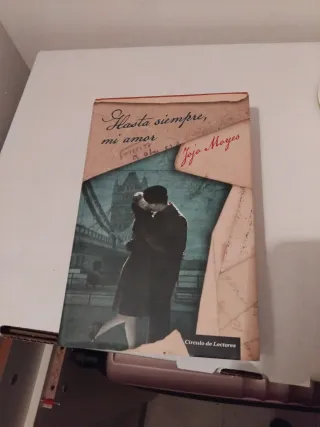 Hasta siempre,
mi amor
Jojo Moyes
Círculo de Lectores